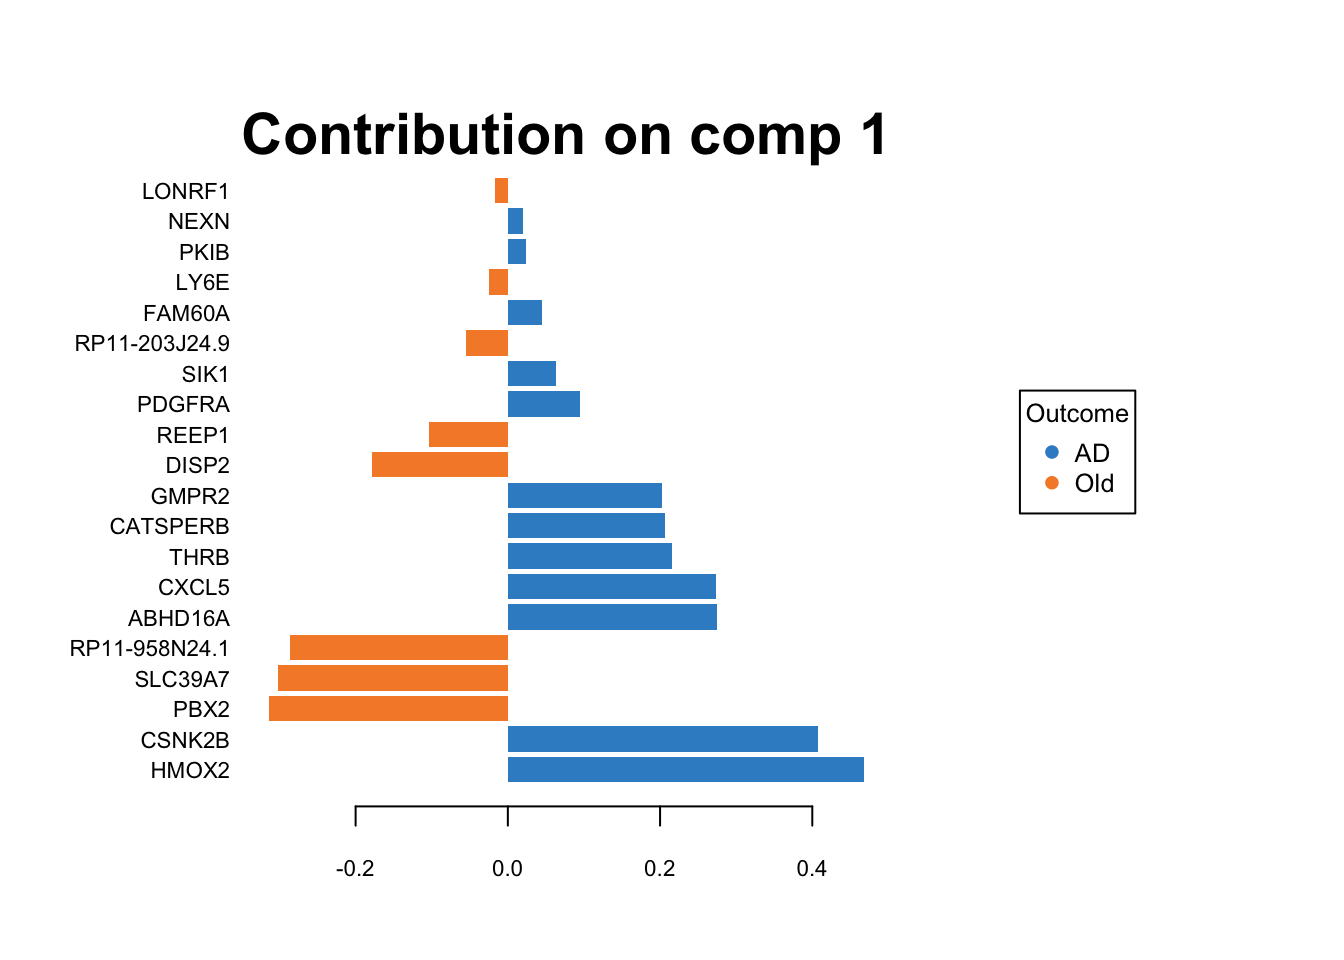 Contribution on comp 1
LONRF1
NEXN
PKIB
LY6E
FAM60A
RP11-203J24.9
SIK1
PDGFRA
REEP1
DISP2
GMPR2
CATSPERB
THRB
CXCL5
ABHD16A
RP11-958N24.1
SLC39A7
PBX2
CSNK2B
HMOX2
-0.2 0.0 0.2 0.4
Outcome
AD
Old